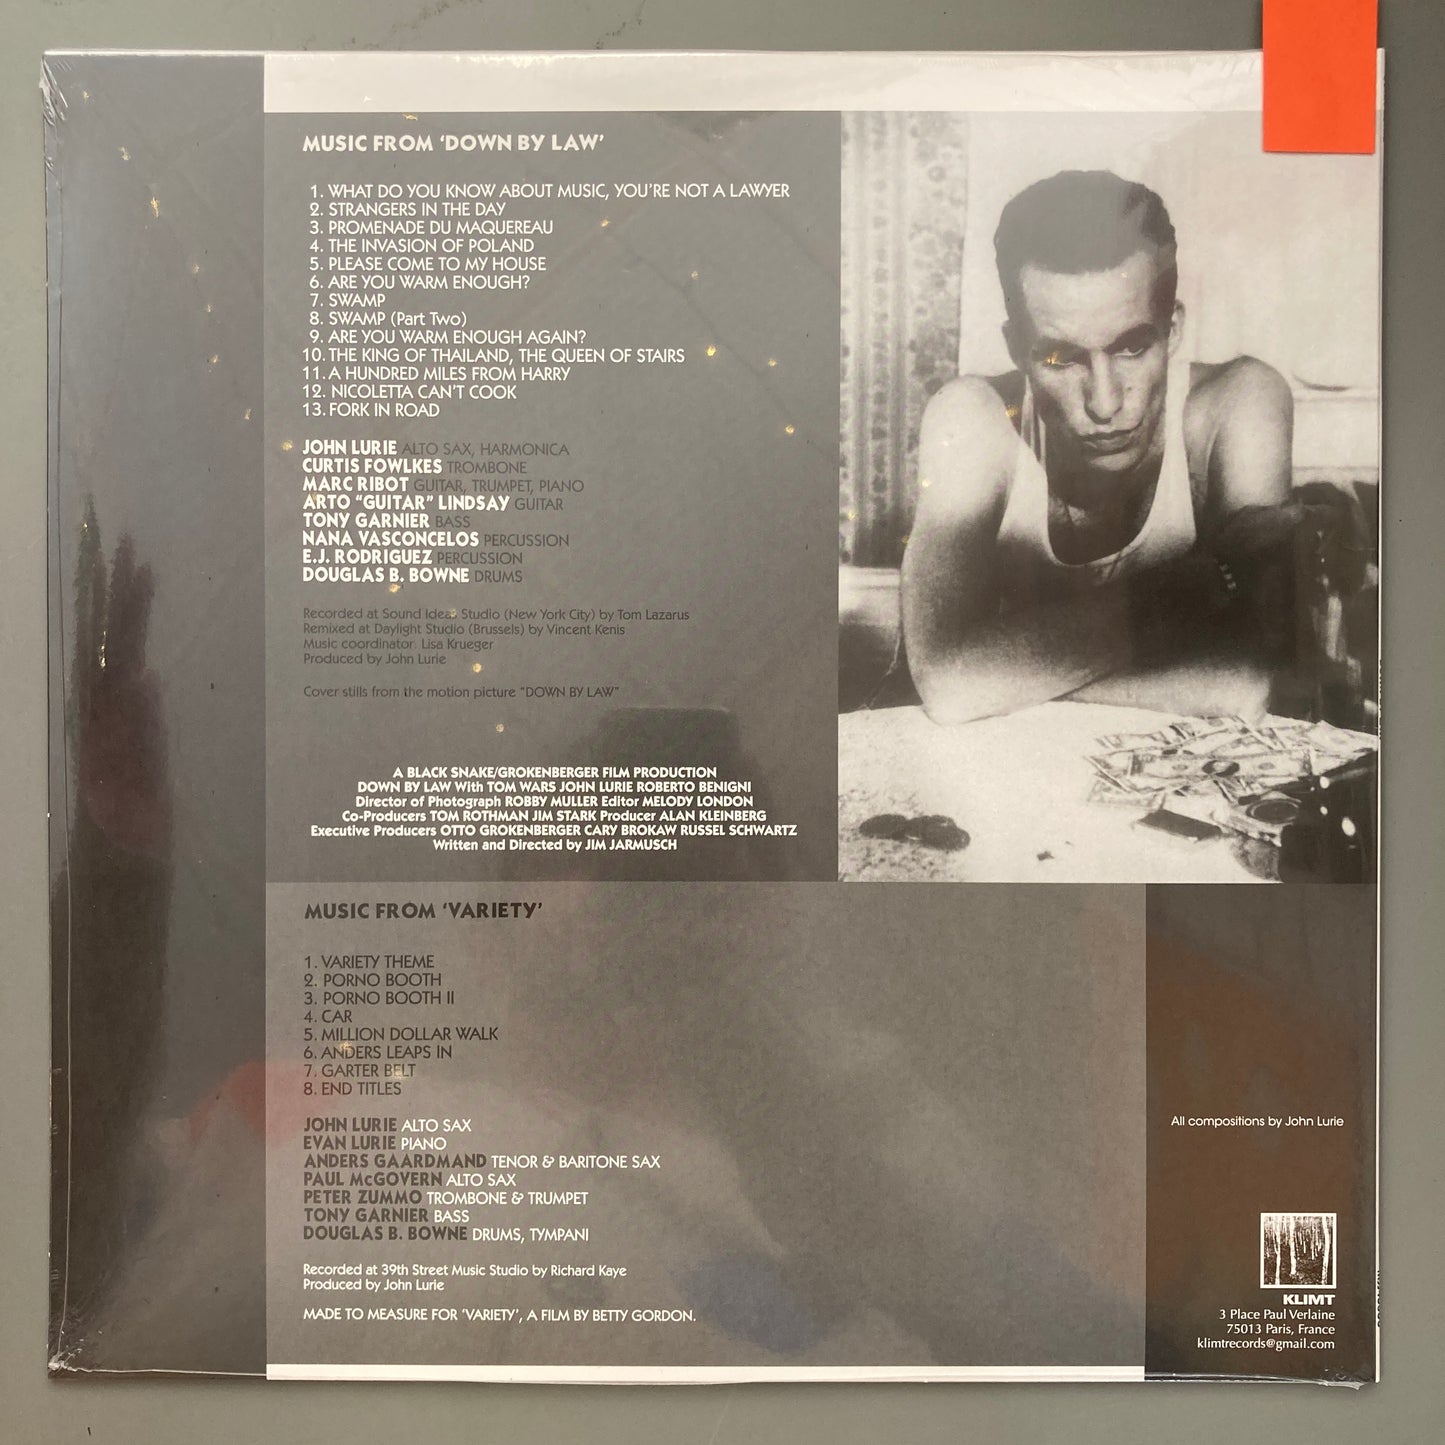 MUSIC FROM ‘DOWN BY LAW’
1. WHAT DO YOU KNOW ABOUT MUSIC, YOU’RE NOT A LAWYER
2. STRANGERS IN THE DAY
3. PROMENADE DU MAQUEREAU
4. THE INVASION OF POLAND
5. PLEASE COME TO MY HOUSE
6. ARE YOU WARM ENOUGH?
7. SWAMP
8. SWAMP (Part Two)
9. ARE YOU WARM ENOUGH AGAIN?
10. THE KING OF THAILAND, THE QUEEN OF STAIRS
11. A HUNDRED MILES FROM HARRY
12. NICOLETTA CAN’T COOK
13. FORK IN ROAD
JOHN LURIE ALTO SAX, HARMONICA
CURTIS FOWLKES TROMBONE
MARC RIBOT GUITAR, TRUMPET, PIANO
ARTO “GUITAR” LINDSAY GUITAR
TONY GARNIER BASS
NANA VASCONCELOS PERCUSSION
E.J. RODRIGUEZ PERCUSSION
DOUGLAS B. BOWNE DRUMS
Recorded at Sound Ideas Studio (New York City) by Tom Lazarus
Remixed at Daylight Studio (Brussels) by Vincent Kenis
Music coordinator: Lisa Krueger
Produced by John Lurie
Cover stills from the motion picture “DOWN BY LAW”
A BLACK SNAKE/GROKENBERGER FILM PRODUCTION
DOWN BY LAW With TOM WARS JOHN LURIE ROBERTO BENIGNI
Director of Photograph ROBBY MULLER Editor MELODY LONDON
Co-Producers TOM ROTHMAN JIM STARK Producer ALAN KLEINBERG
Executive Producers OTTO GROKENBERGER CARY BROKAW RUSSEL SCHWARTZ
Written and Directed by JIM JARMUSCH
MUSIC FROM ‘VARIETY’
1. VARIETY THEME
2. PORNO BOOTH
3. PORNO BOOTH II
4. CAR
5. MILLION DOLLAR WALK
6. ANDERS LEAPS IN
7. GARTER BELT
8. END TITLES
JOHN LURIE ALTO SAX
EVAN LURIE PIANO
ANDERS GAARDMAND TENOR & BARITONE SAX
PAUL McGOVERN ALTO SAX
PETER ZUMMO TROMBONE & TRUMPET
TONY GARNIER BASS
DOUGLAS B. BOWNE DRUMS, TYMPANI
Recorded at 39th Street Music Studio by Richard Kaye
Produced by John Lurie
MADE TO MEASURE FOR ‘VARIETY’, A FILM BY BETTY GORDON.
All compositions by John Lurie
KLIMT
3 Place Paul Verlaine
75013 Paris, France
klimtrecords@gmail.com